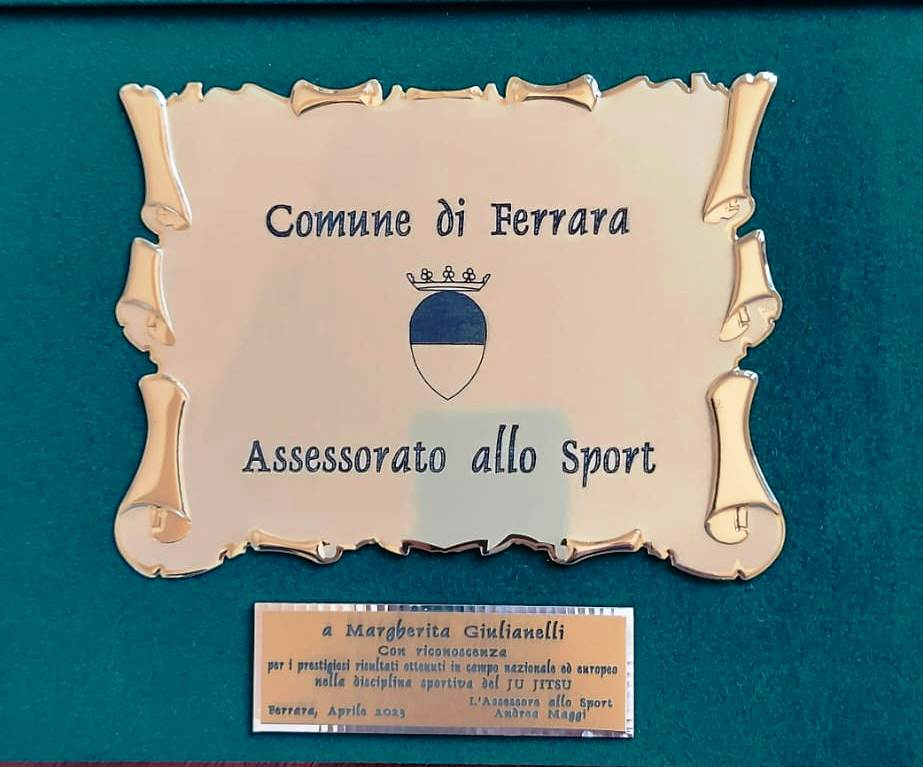 Comune di Ferrara
Assessorato allo Sport
a Margherita Giulianelli
Con riconoscenza
per i prestigiosi risultati ottenuti in campo nazionale ed europeo
nella disciplina sportiva del JU JITSU
L'Assessore allo Sport
Ferrara, Aprile 2023 Andrea Maggi